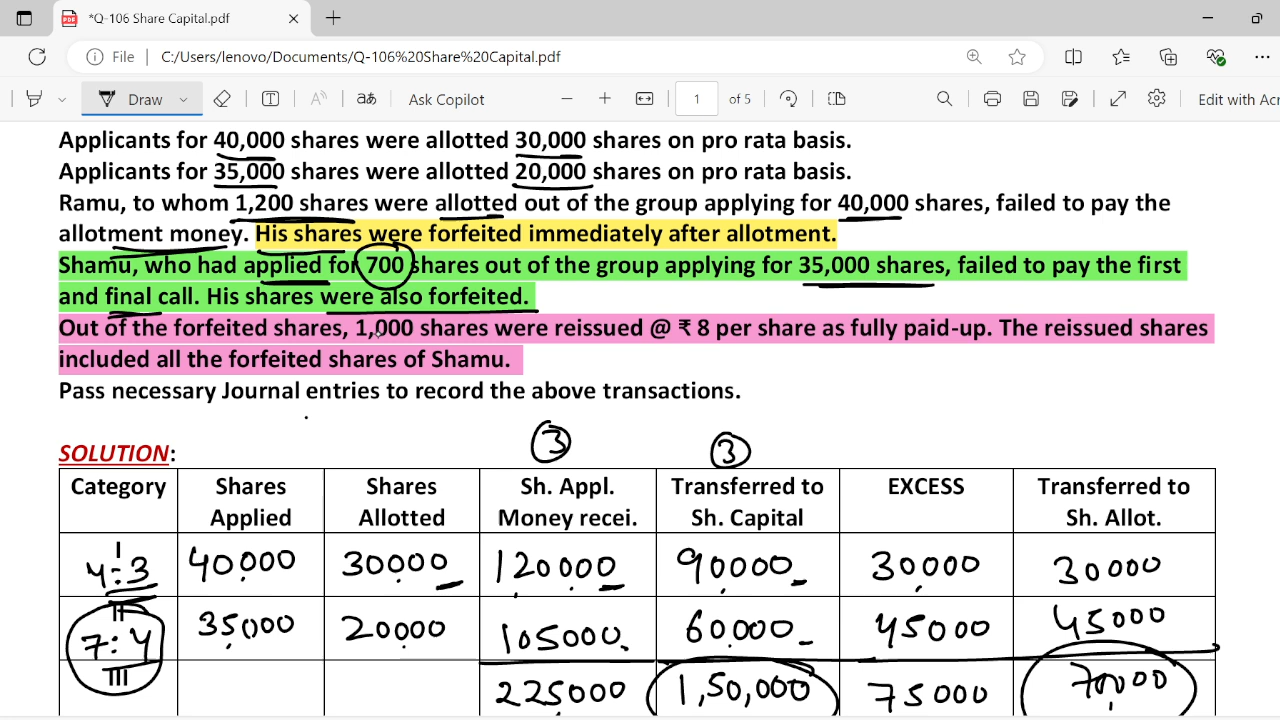 *Q-106 Share Capital.pdf
File C:/Users/lenovo/Documents/Q-106%20Share%20Capital.pdf
Draw Ask Copilot 1 of 5 Edit with Acr
Applicants for 40,000 shares were allotted 30,000 shares on pro rata basis.
Applicants for 35,000 shares were allotted 20,000 shares on pro rata basis.
Ramu, to whom 1,200 shares were allotted out of the group applying for 40,000 shares, failed to pay the
allotment money. His shares were forfeited immediately after allotment.
Shamu, who had applied for 700 shares out of the group applying for 35,000 shares, failed to pay the first
and final call. His shares were also forfeited.
Out of the forfeited shares, 1,000 shares were reissued @ ₹ 8 per share as fully paid-up. The reissued shares
included all the forfeited shares of Shamu.
Pass necessary Journal entries to record the above transactions.
3 3
SOLUTION:
Category Shares Applied Shares Allotted Sh. Appl. Money recei. Transferred to Sh. Capital EXCESS Transferred to Sh. Allot.
I 4:3 40000 30000 120000 90000 30000 30000
II 7:4 35000 20000 105000 60000 45000 45000
III 225000 1,50,000 75000 70000